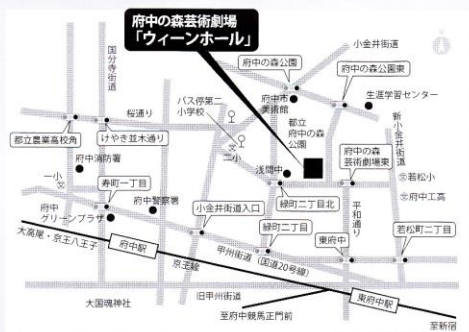 府中の森芸術劇場
「ウィーンホール」
国分寺街道
小金井街道
府中の森公園
府中の森公園東
生涯学習センター
府中市
美術館
バス停第二
小学校
桜通り
都立
府中の森
公園
新小金井街道
都立農業高校角
けやき並木通り
二小
浅間中
府中の森
芸術劇場東
府中消防署
一小
寿町一丁目
若松小
府中工高
緑町二丁目北
府中警察署
府中
グリーンプラザ
小金井街道入口
緑町二丁目
平和通り
東府中
若松町二丁目
大高尾・京王八王子
府中駅
甲州街道(国道20号線)
京王線
大国魂神社
旧甲州街道
東府中駅
至府中競馬正門前
至新宿